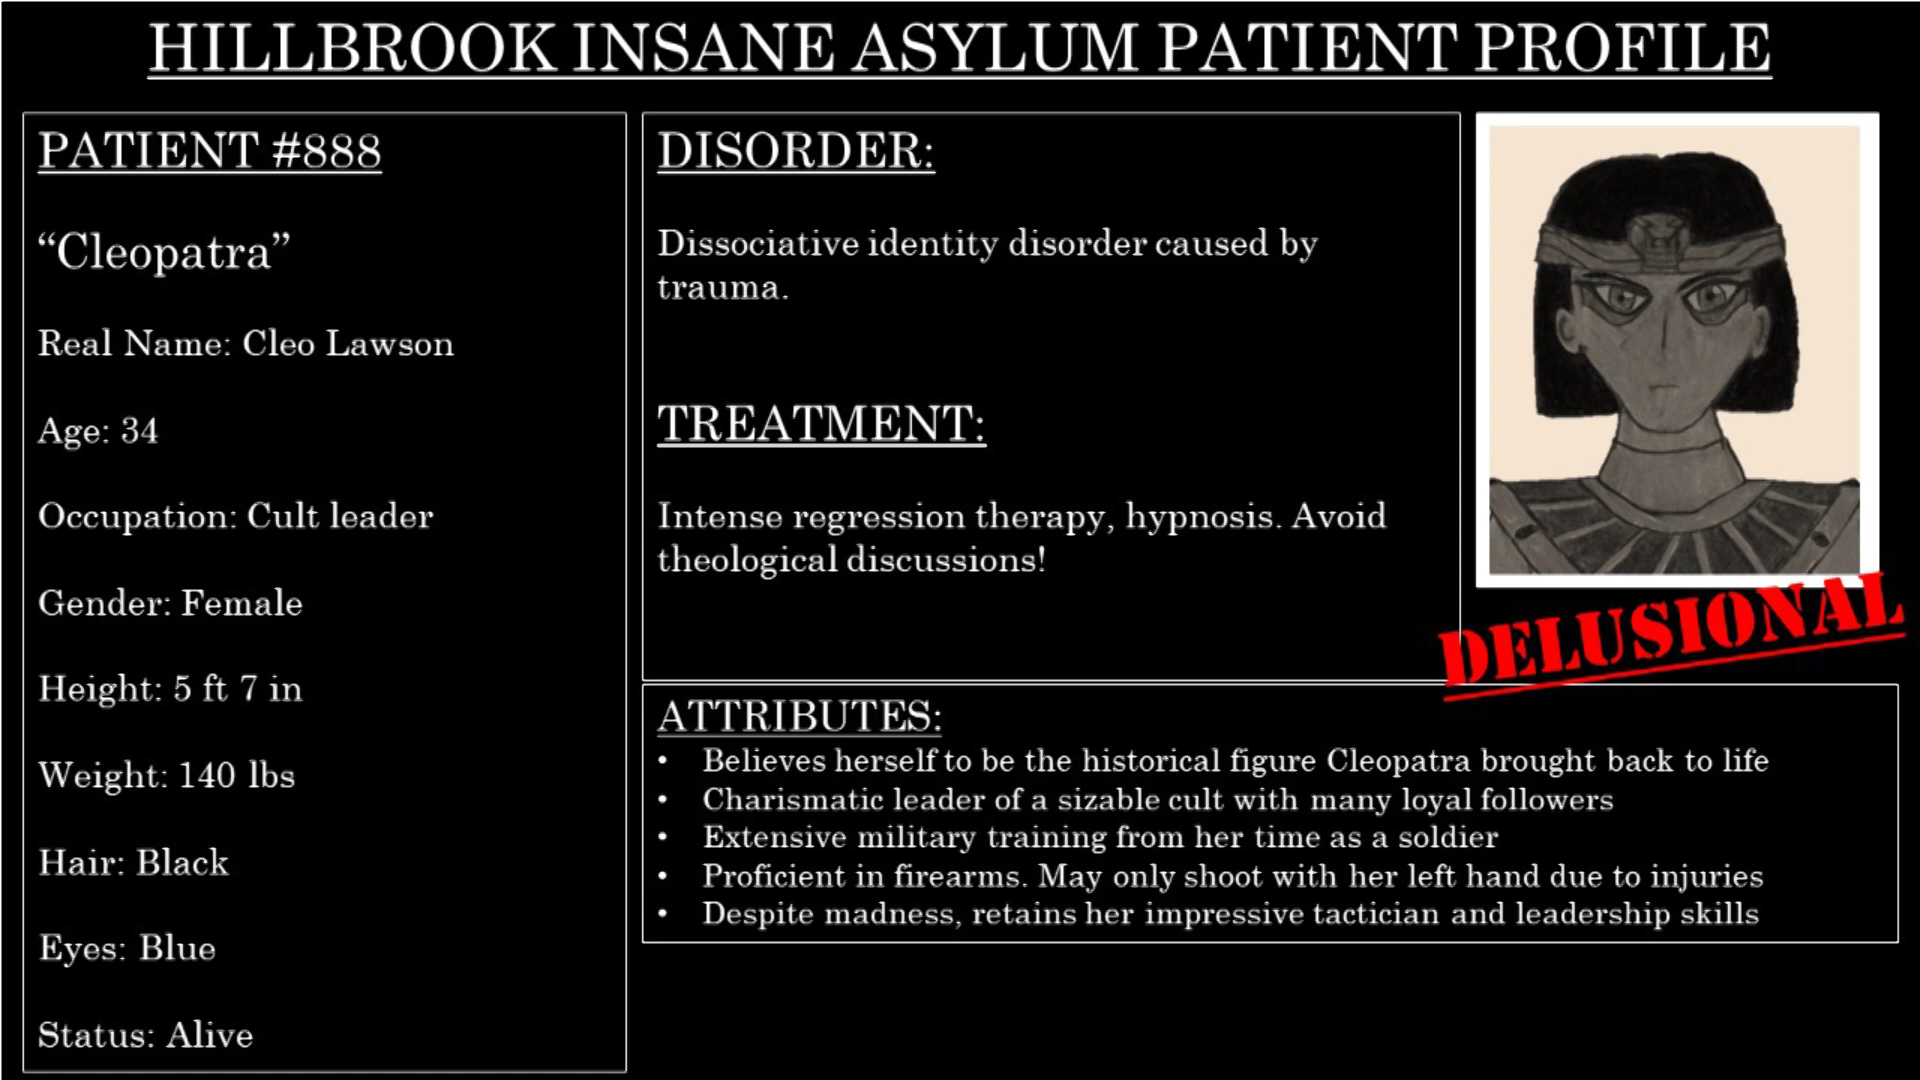 HILLBROOK INSANE ASYLUM PATIENT PROFILE
PATIENT #888
“Cleopatra”
Real Name: Cleo Lawson
Age: 34
Occupation: Cult leader
Gender: Female
Height: 5 ft 7 in
Weight: 140 lbs
Hair: Black
Eyes: Blue
Status: Alive
DISORDER:
Dissociative identity disorder caused by
trauma.
TREATMENT:
Intense regression therapy, hypnosis. Avoid
theological discussions!
DELUSIONAL
ATTRIBUTES:
• Believes herself to be the historical figure Cleopatra brought back to life
• Charismatic leader of a sizable cult with many loyal followers
• Extensive military training from her time as a soldier
• Proficient in firearms. May only shoot with her left hand due to injuries
• Despite madness, retains her impressive tactician and leadership skills